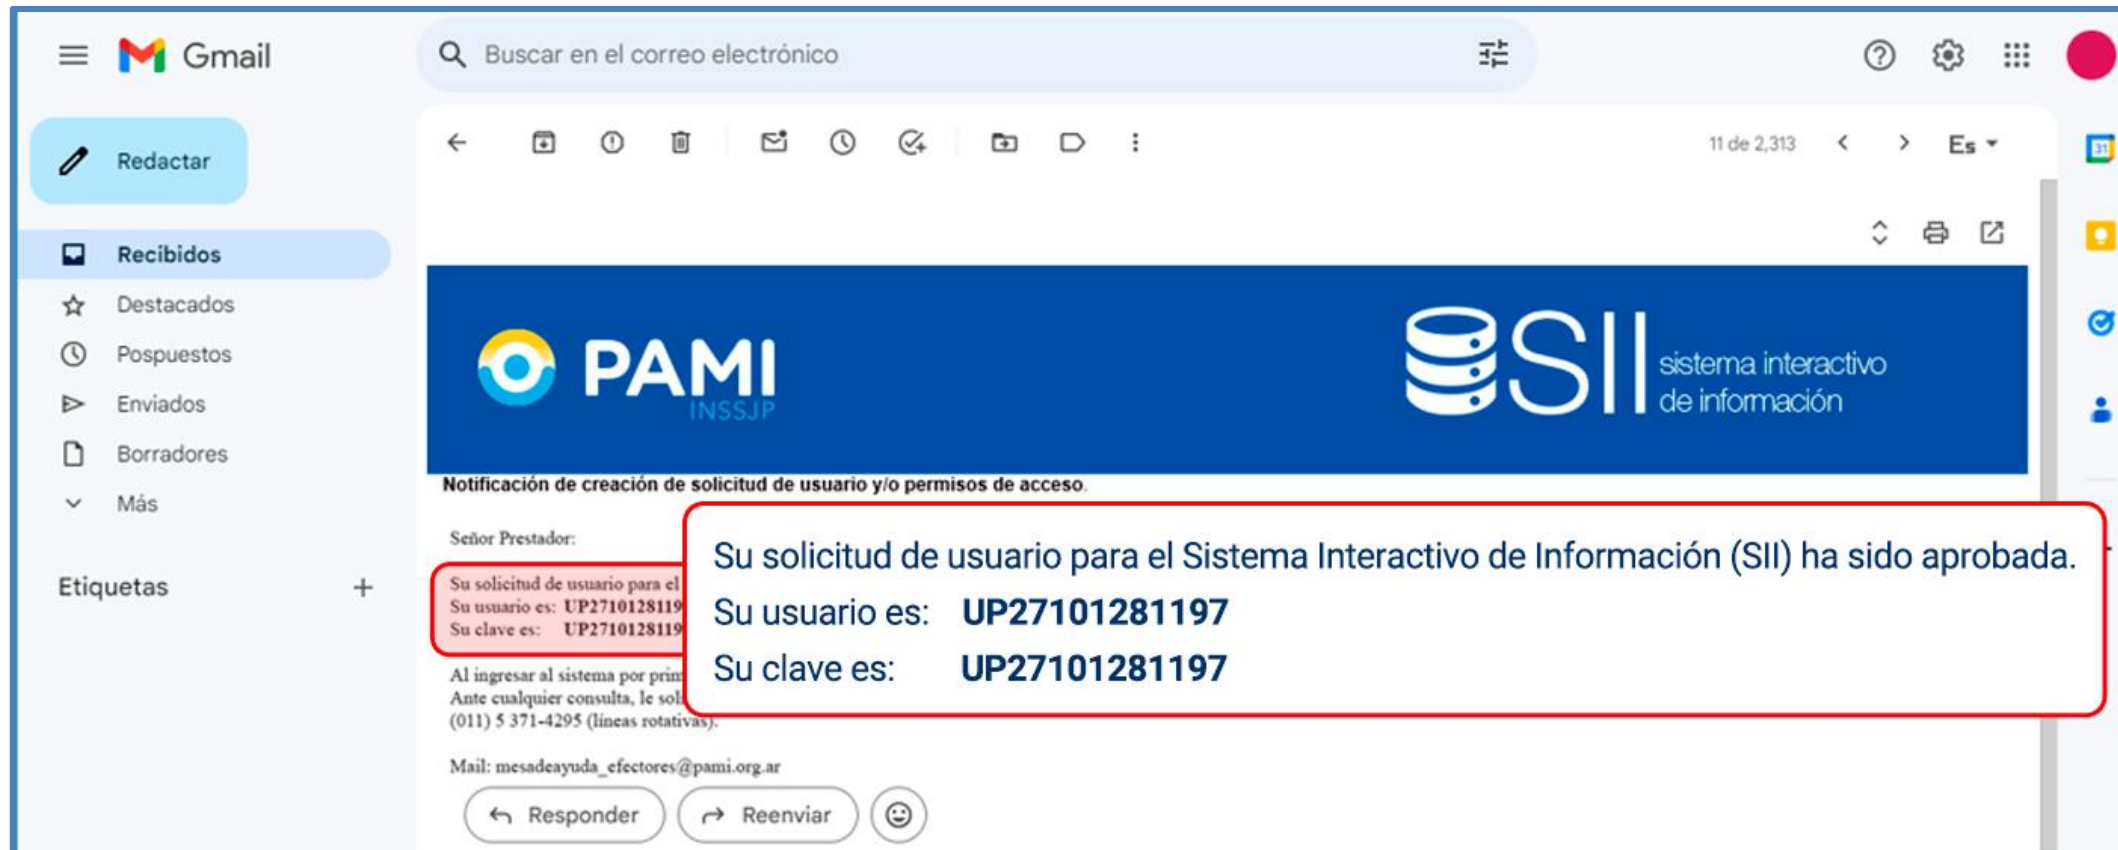 Gmail
Buscar en el correo electrónico
Redactar
11 de 2,313
Es
Recibidos
Destacados
Pospuestos
Enviados
Borradores
Más
Etiquetas
31
PAMI
INSSJP
SII
sistema interactivo
de información
Notificación de creación de solicitud de usuario y/o permisos de acceso.
Señor Prestador:
Su solicitud de usuario para el
Su usuario es: UP2710128119
Su clave es: UP2710128119
Su solicitud de usuario para el Sistema Interactivo de Información (SII) ha sido aprobada.
Su usuario es: UP27101281197
Su clave es: UP27101281197
Al ingresar al sistema por prim
Ante cualquier consulta, le soli
(011) 5 371-4295 (líneas rotativas).
Mail: mesadeayuda_efectores@pami.org.ar
Responder
Reenviar